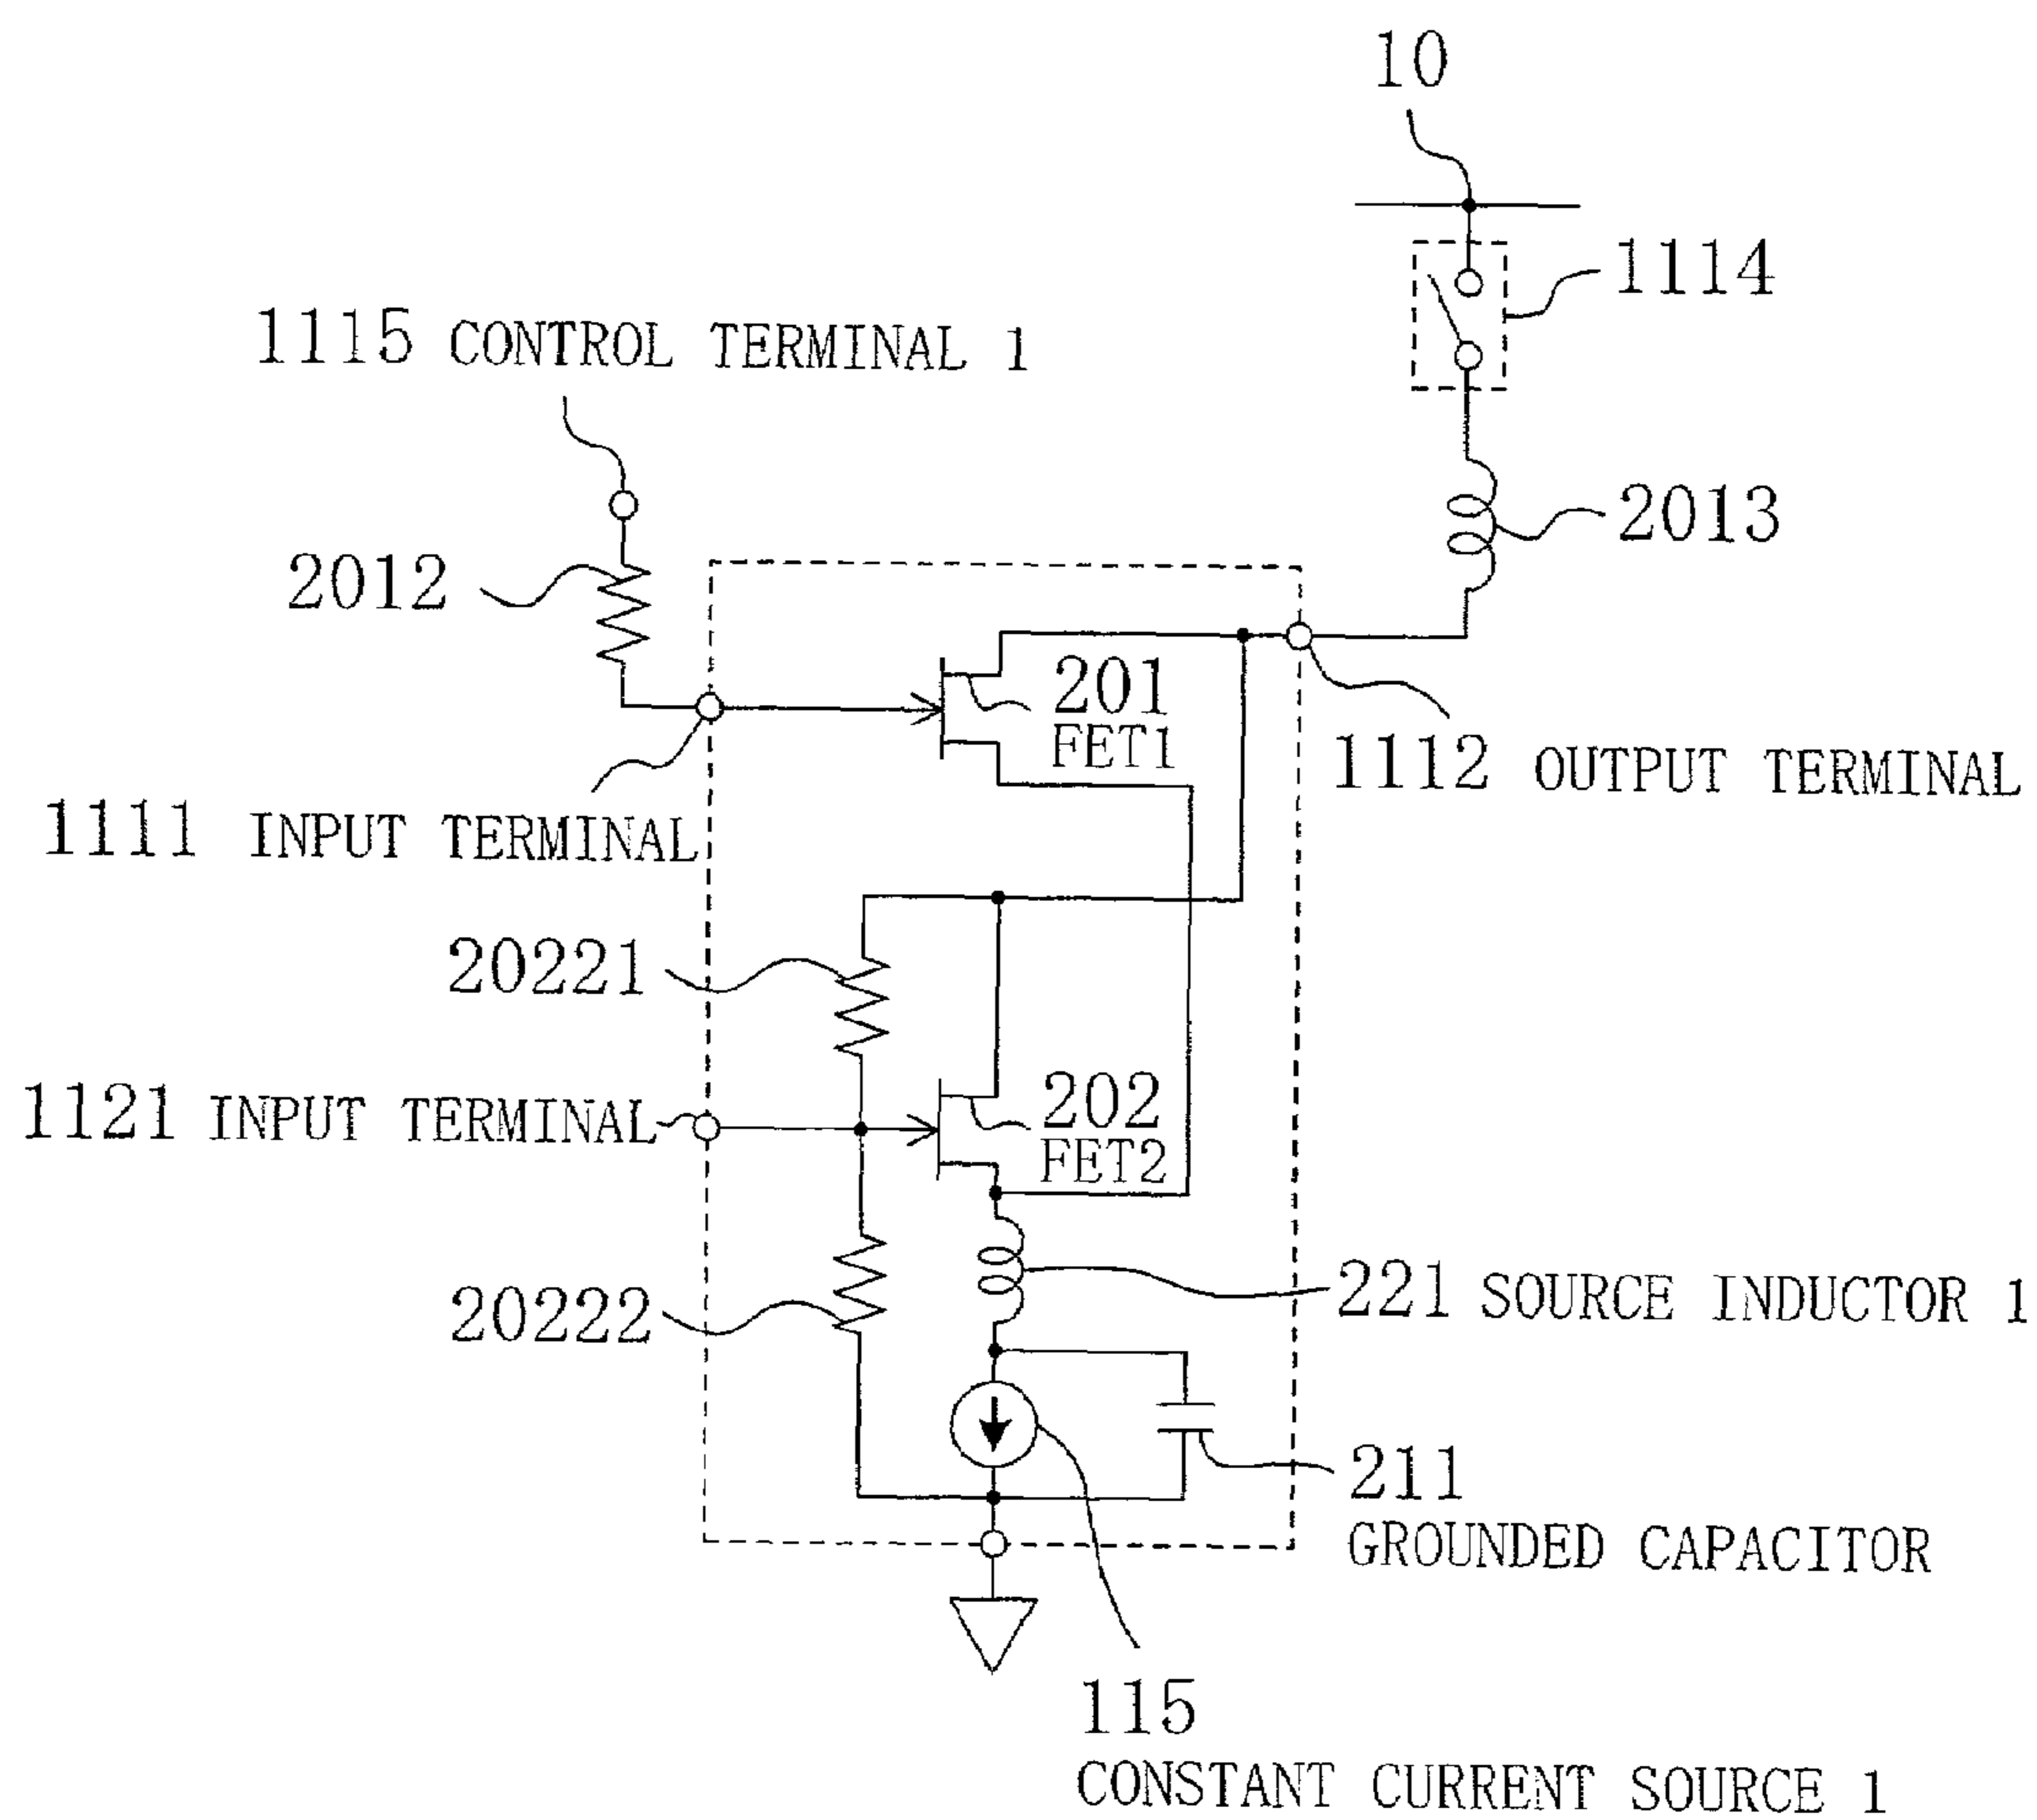 10
1114
1115 CONTROL TERMINAL 1
2013
2012
201
FET1
1112 OUTPUT TERMINAL
1111 INPUT TERMINAL
20221
202
FET2
1121 INPUT TERMINAL
221 SOURCE INDUCTOR 1
20222
211
GROUNDED CAPACITOR
115
CONSTANT CURRENT SOURCE 1